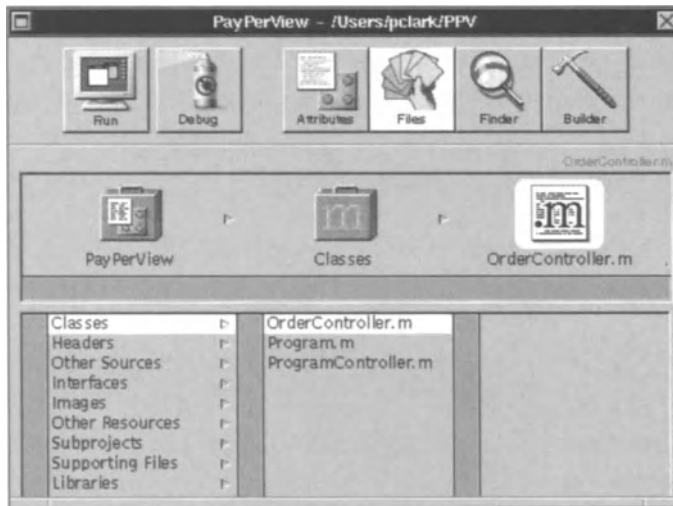 PayPerView – /Users/pclark/PPV
Run
Debug
Attributes
Files
Finder
Builder
OrderController.m
PayPerView
Classes
OrderController.m
Classes
Headers
Other Sources
Interfaces
Images
Other Resources
Subprojects
Supporting Files
Libraries
OrderController.m
Program.m
ProgramController.m